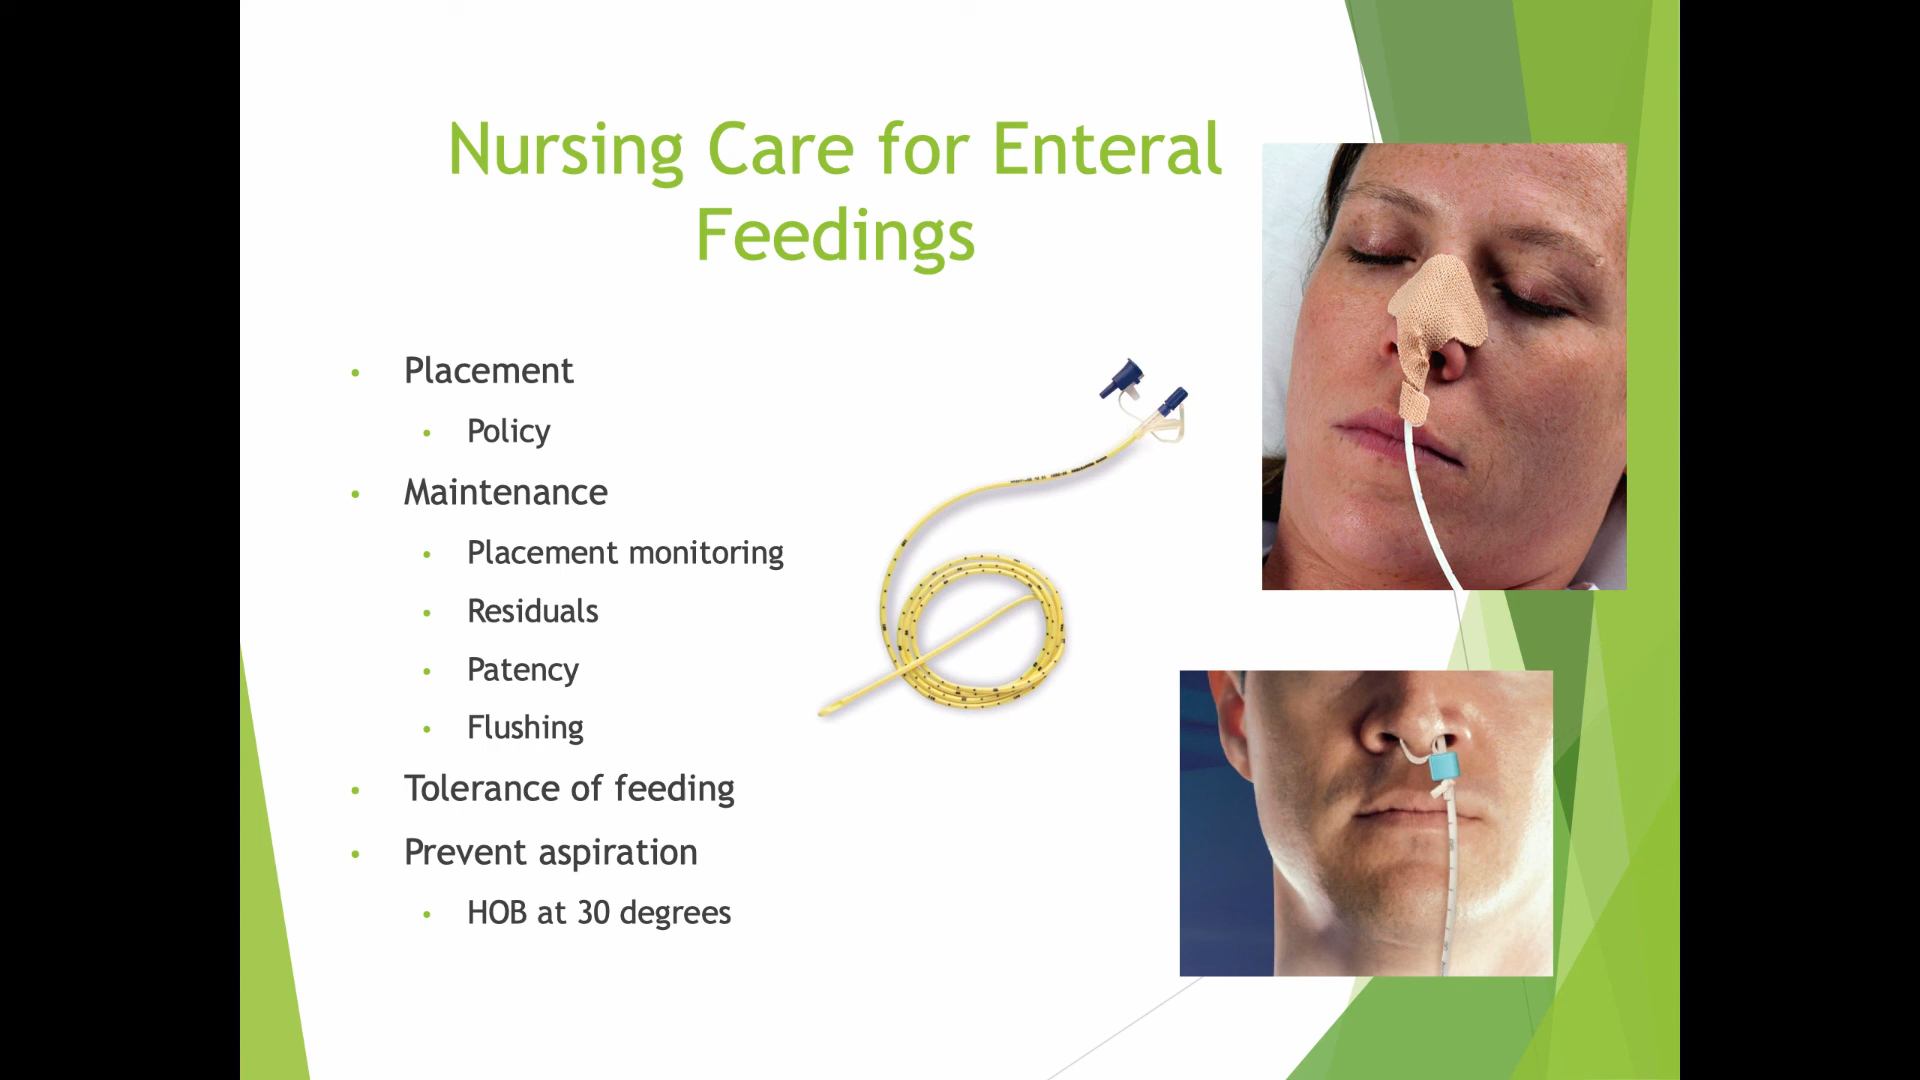 Nursing Care for Enteral
Feedings
Placement
Policy
Maintenance
Placement monitoring
Residuals
Patency
Flushing
Tolerance of feeding
Prevent aspiration
HOB at 30 degrees